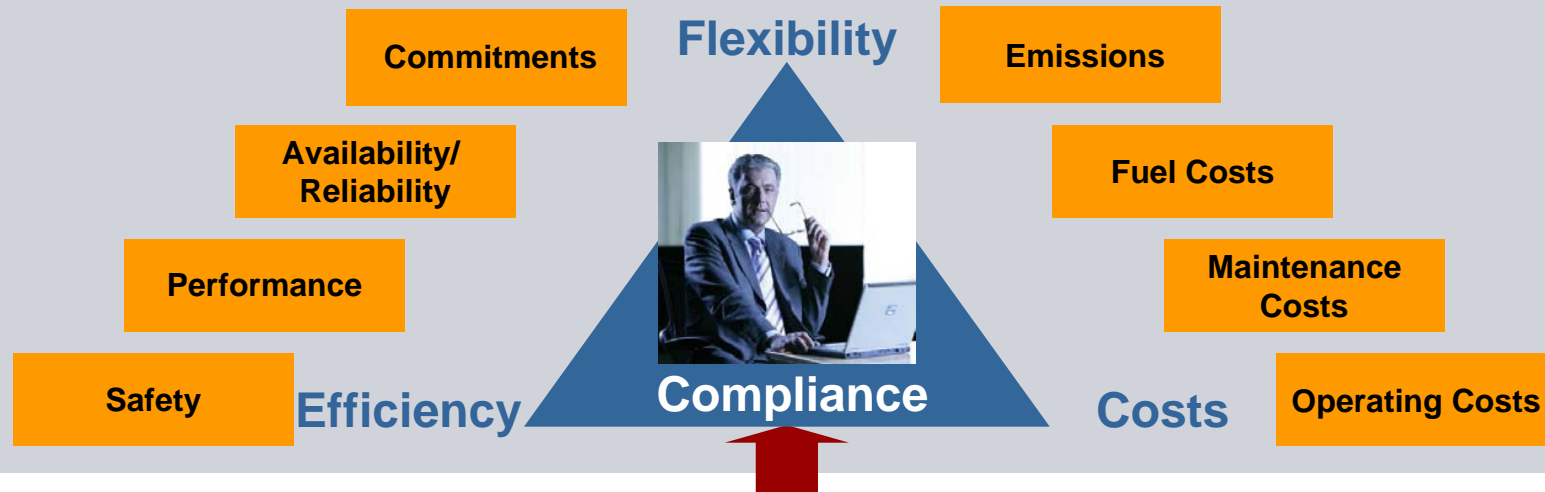 Flexibility
Commitments
Emissions
Availability/
Reliability
Fuel Costs
Performance
Maintenance
Costs
Safety
Efficiency
Compliance
Costs
Operating Costs